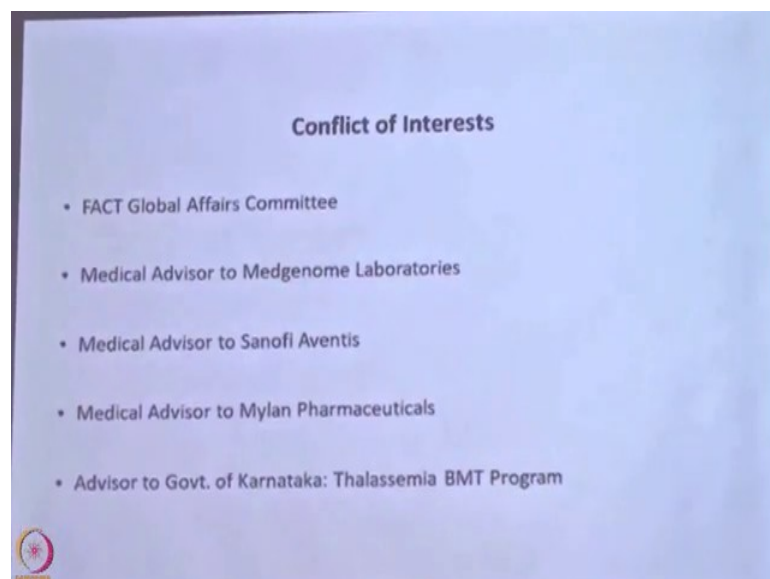 Conflict of Interests
• FACT Global Affairs Committee
• Medical Advisor to Medgenome Laboratories
• Medical Advisor to Sanofi Aventis
• Medical Advisor to Mylan Pharmaceuticals
• Advisor to Govt. of Karnataka: Thalassemia BMT Program